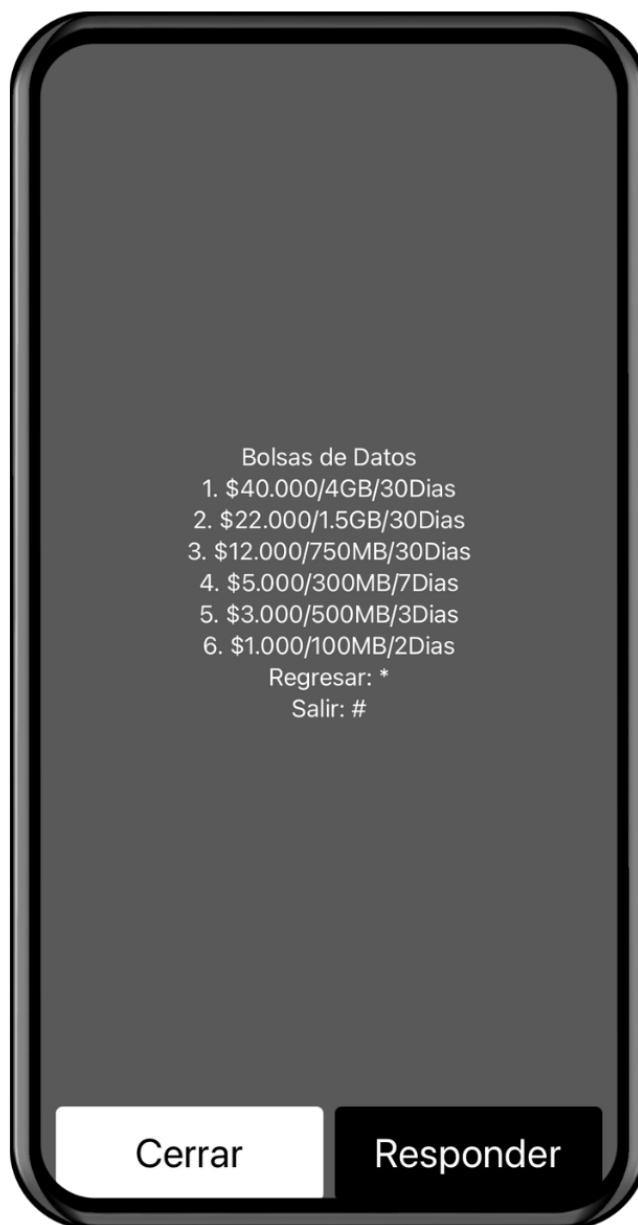 Bolsas de Datos
1. $40.000/4GB/30Dias
2. $22.000/1.5GB/30Dias
3. $12.000/750MB/30Dias
4. $5.000/300MB/7Dias
5. $3.000/500MB/3Dias
6. $1.000/100MB/2Dias
Regresar: *
Salir: #
Cerrar
Responder